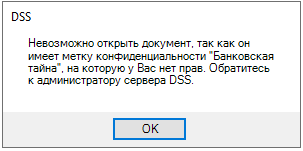 DSS
Невозможно открыть документ, так как он
имеет метку конфиденциальности "Банковская
тайна", на которую у Вас нет прав. Обратитесь
к администратору сервера DSS.
OK